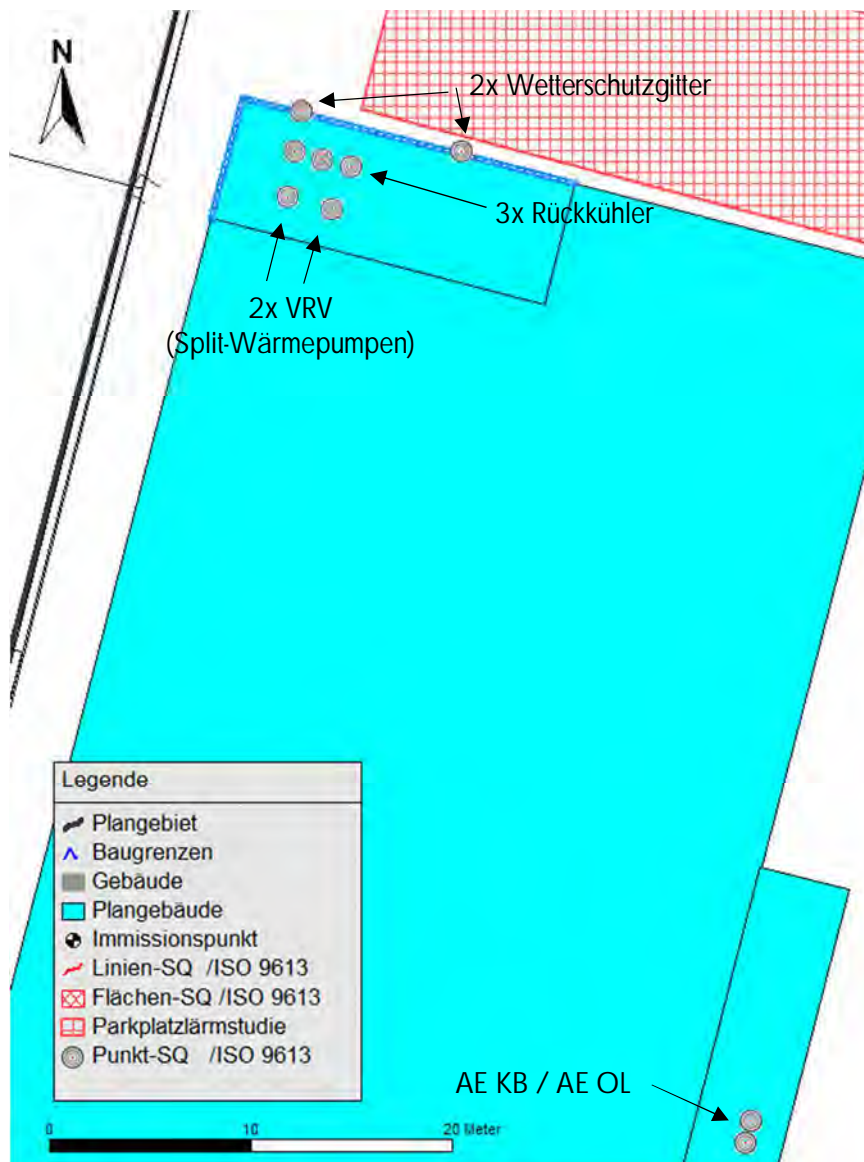 N
2x Wetterschutzgitter
3x Rückkühler
2x VRV
(Split-Wärmepumpen)
Legende
Plangebiet
Baugrenzen
Gebäude
Plangebäude
Immissionspunkt
Linien-SQ /ISO 9613
Flächen-SQ /ISO 9613
Parkplatzlärmstudie
Punkt-SQ /ISO 9613
AE KB / AE OL
0 10 20 Meter